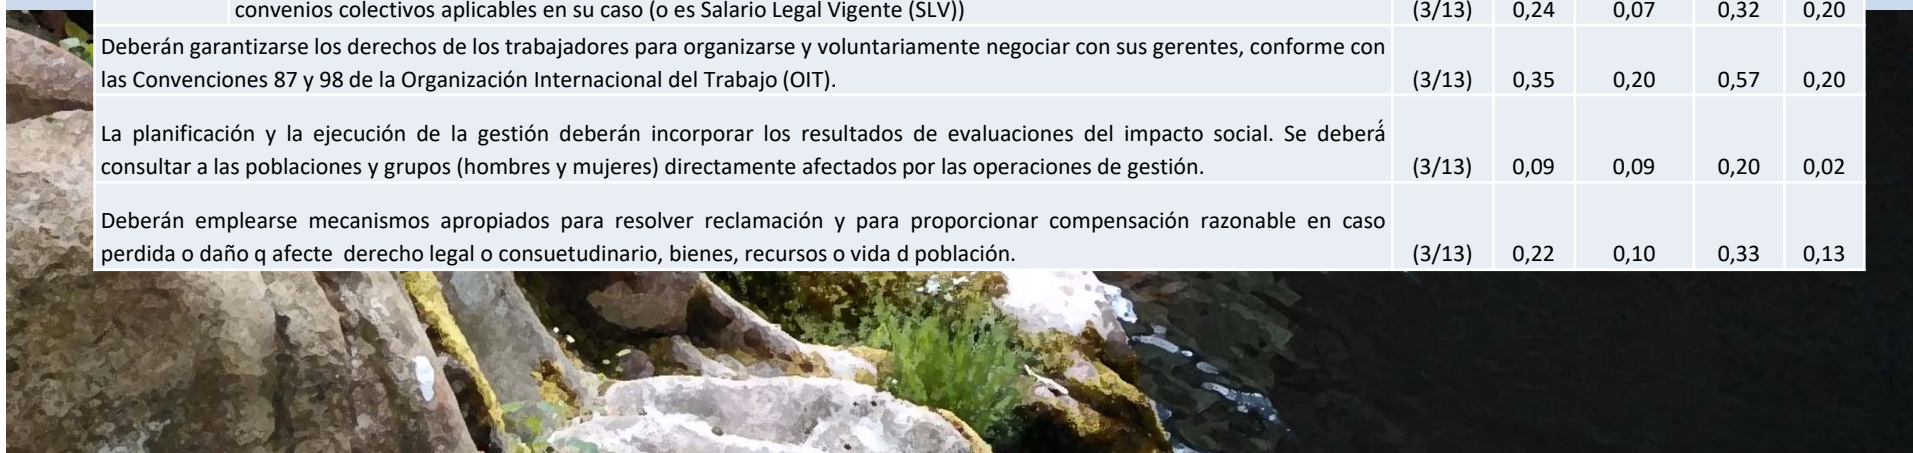 convenios colectivos aplicables en su caso (o es Salario Legal Vigente (SLV)) (3/13) 0,24 0,07 0,32 0,20
Deberán garantizarse los derechos de los trabajadores para organizarse y voluntariamente negociar con sus gerentes, conforme con
las Convenciones 87 y 98 de la Organización Internacional del Trabajo (OIT). (3/13) 0,35 0,20 0,57 0,20
La planificación y la ejecución de la gestión deberán incorporar los resultados de evaluaciones del impacto social. Se deberá́
consultar a las poblaciones y grupos (hombres y mujeres) directamente afectados por las operaciones de gestión. (3/13) 0,09 0,09 0,20 0,02
Deberán emplearse mecanismos apropiados para resolver reclamación y para proporcionar compensación razonable en caso
perdida o daño q afecte derecho legal o consuetudinario, bienes, recursos o vida d población. (3/13) 0,22 0,10 0,33 0,13